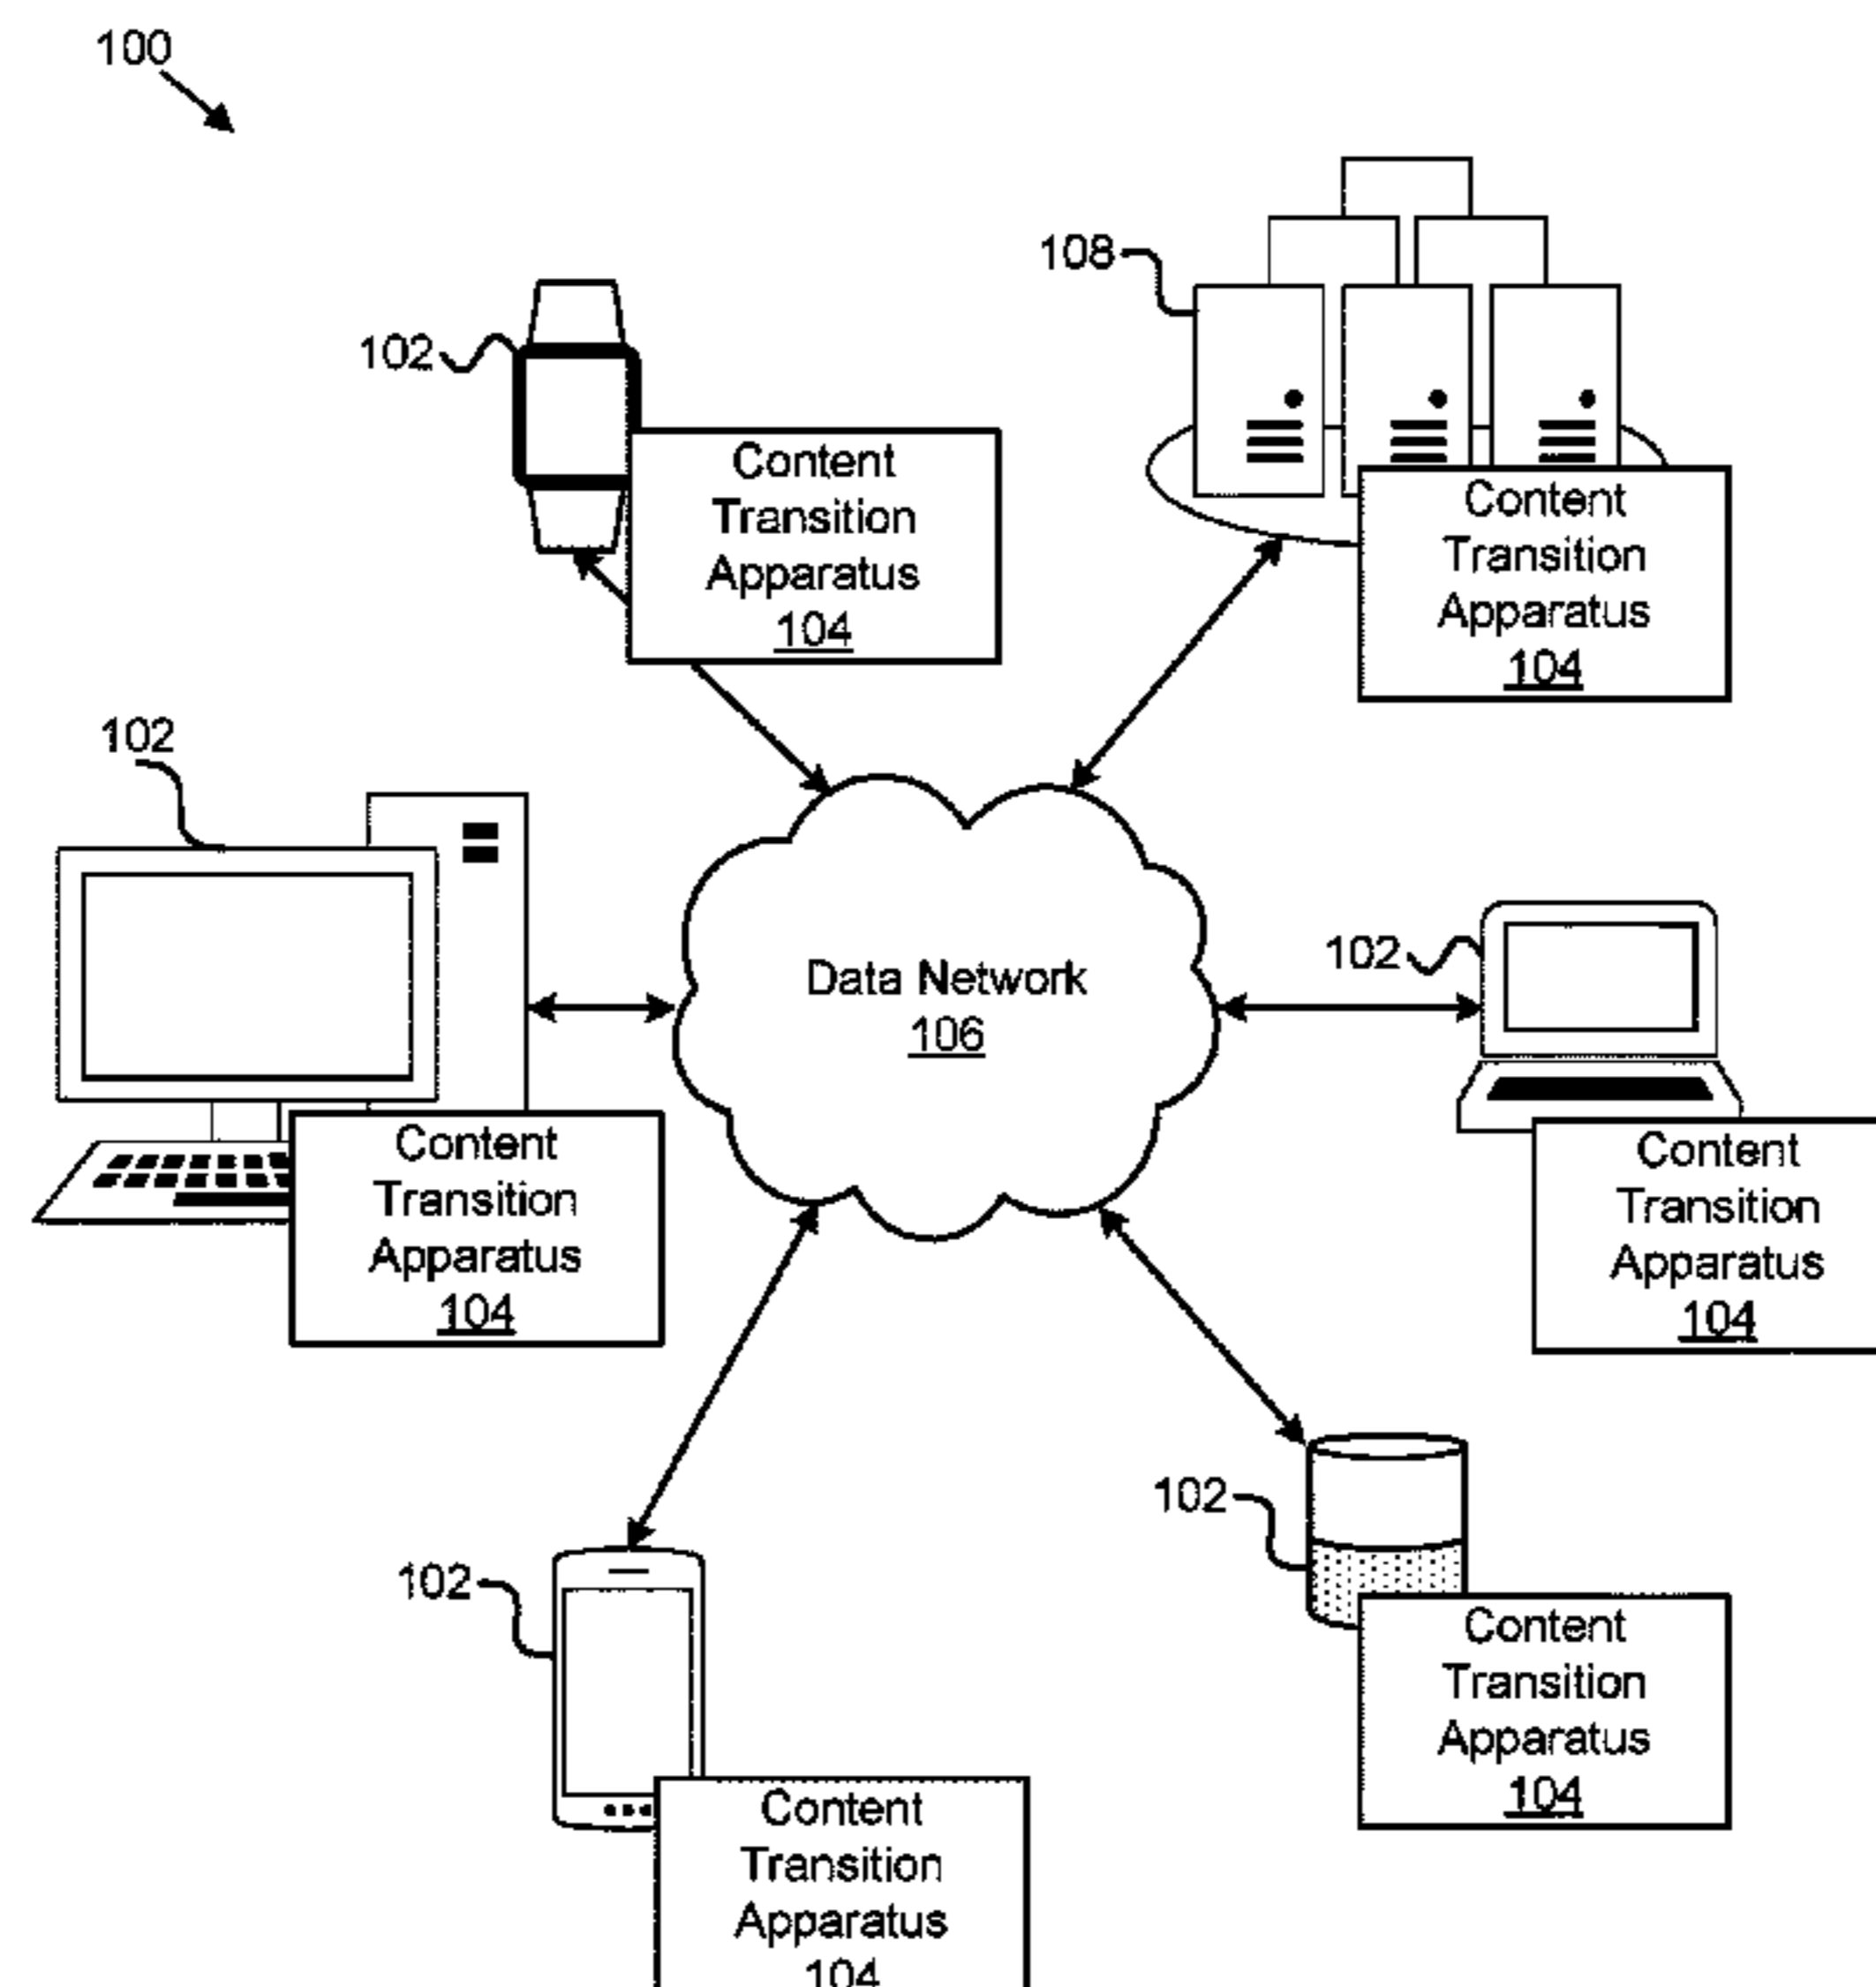 100
108
102
Content
Transition
Apparatus
104
Content
Transition
Apparatus
104
102
Data Network
106
102
Content
Transition
Apparatus
104
Content
Transition
Apparatus
104
102
102
Content
Transition
Apparatus
104
Content
Transition
Apparatus
104